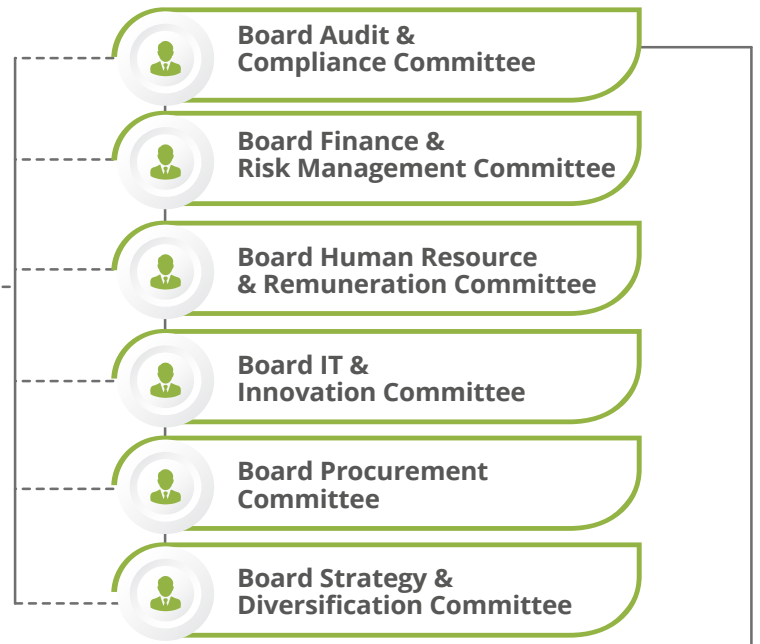 Board Audit &
Compliance Committee
Board Finance &
Risk Management Committee
Board Human Resource
& Remuneration Committee
Board IT &
Innovation Committee
Board Procurement
Committee
Board Strategy &
Diversification Committee